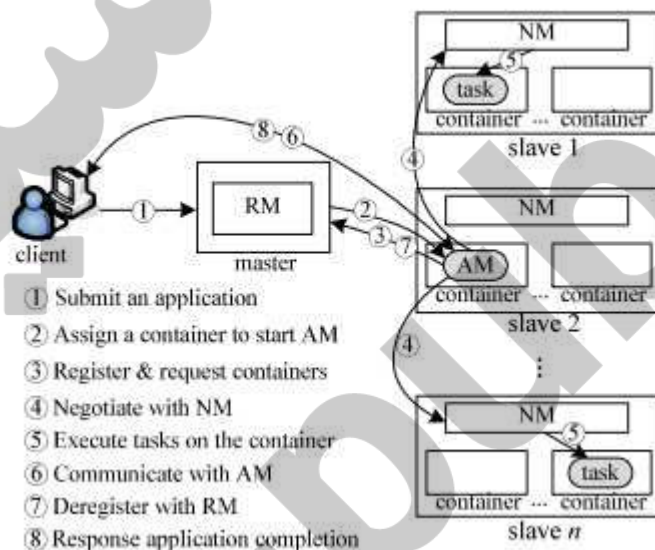 NM
⑤
task
container ... container
slave 1
⑧ ⑥
④
①
RM
②
③ ⑦
client
master
NM
AM
container ... container
slave 2
① Submit an application
② Assign a container to start AM
③ Register & request containers
④ Negotiate with NM
⑤ Execute tasks on the container
⑥ Communicate with AM
⑦ Deregister with RM
⑧ Response application completion
④
⋮
NM
⑤
task
container ... container
slave n